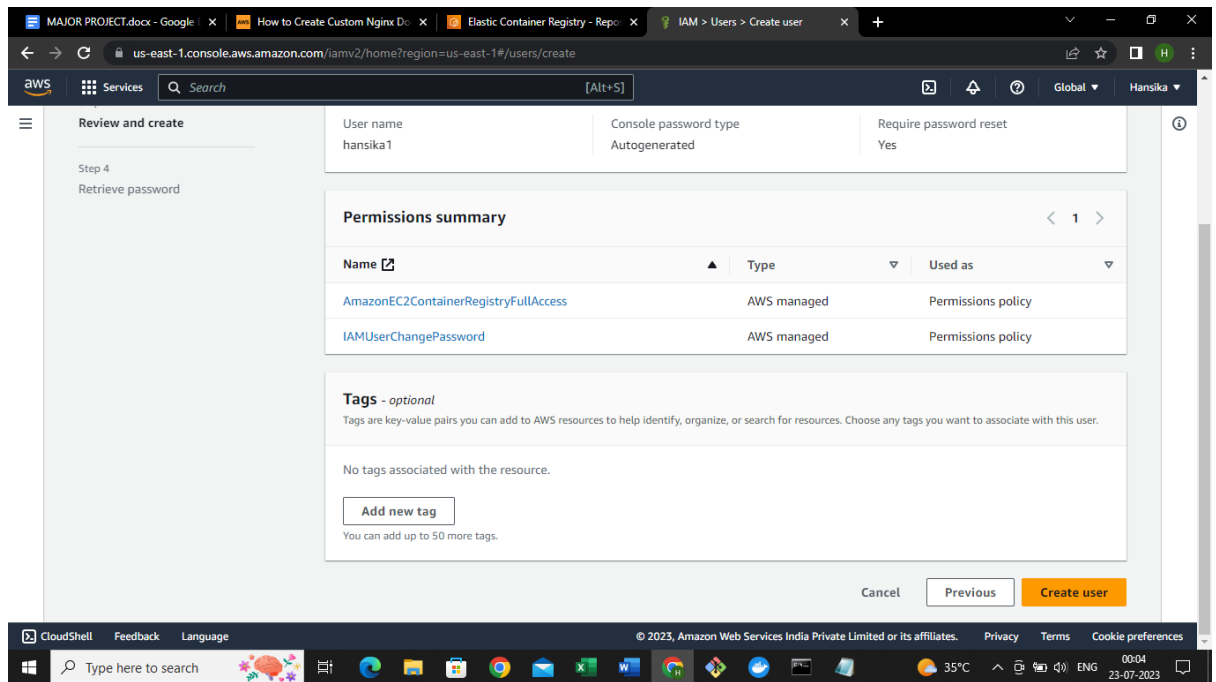 MAJOR PROJECT.docx - Google
How to Create Custom Nginx Do
Elastic Container Registry - Repo
IAM > Users > Create user
us-east-1.console.aws.amazon.com/iamv2/home?region=us-east-1#/users/create
H
aws
Services
Search
[Alt+S]
Global
Hansika
Review and create
User name
Console password type
Require password reset
hansika1
Autogenerated
Yes
Step 4
Retrieve password
Permissions summary
1
Name
Type
Used as
AmazonEC2ContainerRegistryFullAccess
AWS managed
Permissions policy
IAMUserChangePassword
AWS managed
Permissions policy
Tags - optional
Tags are key-value pairs you can add to AWS resources to help identify, organize, or search for resources. Choose any tags you want to associate with this user.
No tags associated with the resource.
Add new tag
You can add up to 50 more tags.
Cancel
Previous
Create user
CloudShell
Feedback
Language
© 2023, Amazon Web Services India Private Limited or its affiliates.
Privacy
Terms
Cookie preferences
Type here to search
35°C
ENG
00:04
23-07-2023